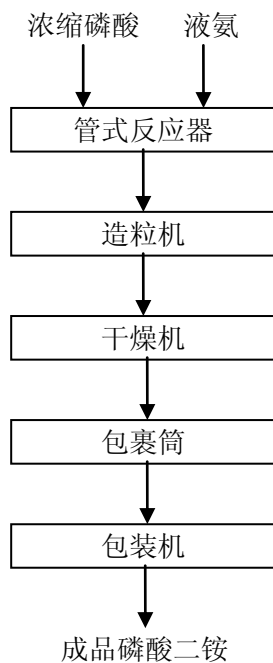 浓缩磷酸 液氨
管式反应器
造粒机
干燥机
包裹筒
包装机
成品磷酸二铵